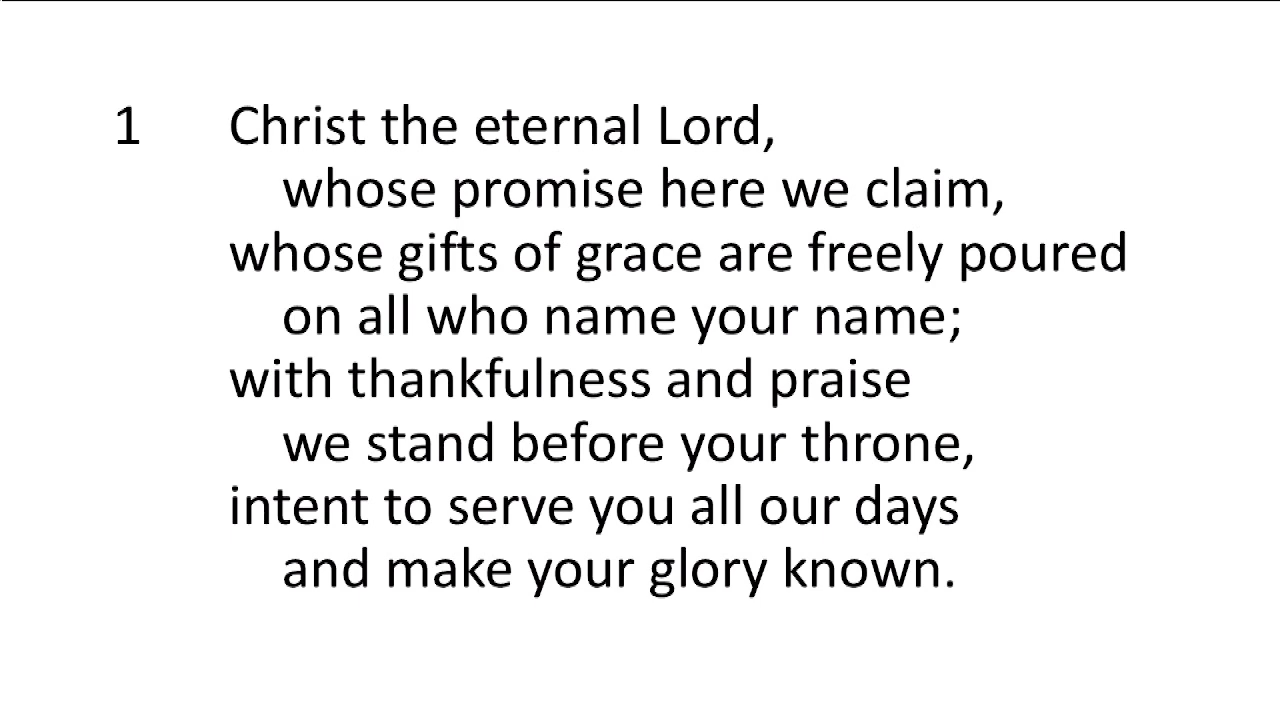 1 Christ the eternal Lord,
whose promise here we claim,
whose gifts of grace are freely poured
on all who name your name;
with thankfulness and praise
we stand before your throne,
intent to serve you all our days
and make your glory known.